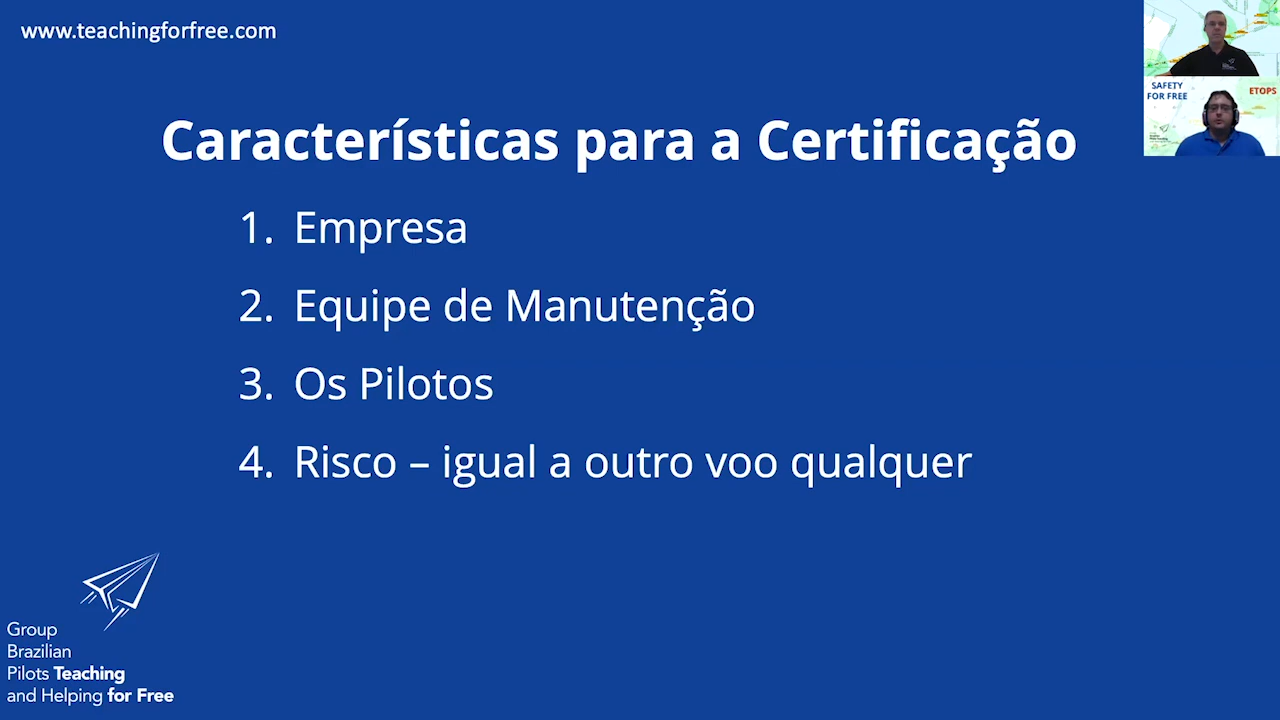 www.teachingforfree.com
SAFETY
FOR FREE
ETOPS
Características para a Certificação
1. Empresa
2. Equipe de Manutenção
3. Os Pilotos
4. Risco – igual a outro voo qualquer
Group
Brazilian
Pilots Teaching
and Helping for Free